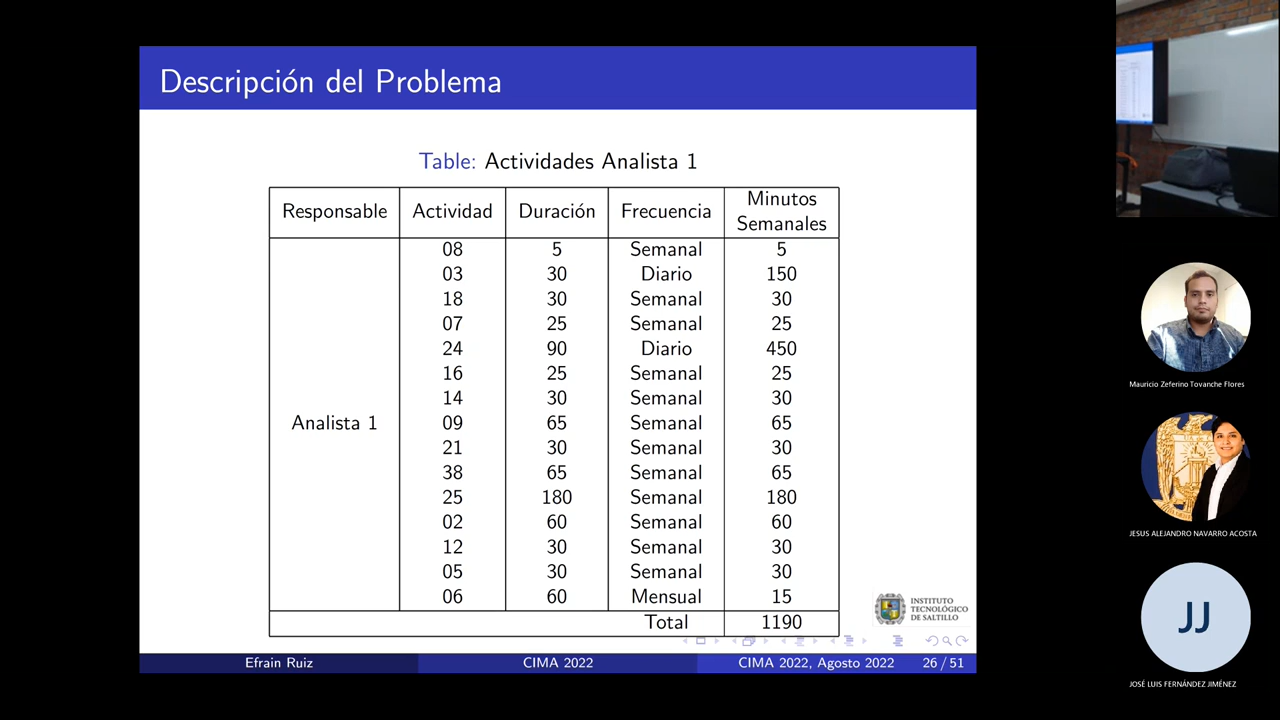 Descripción del Problema
Table: Actividades Analista 1
Responsable Actividad Duración Frecuencia Minutos Semanales
08 5 Semanal 5
03 30 Diario 150
18 30 Semanal 30
07 25 Semanal 25
24 90 Diario 450
16 25 Semanal 25
14 30 Semanal 30
Analista 1 09 65 Semanal 65
21 30 Semanal 30
38 65 Semanal 65
25 180 Semanal 180
02 60 Semanal 60
12 30 Semanal 30
05 30 Semanal 30
06 60 Mensual 15
Total 1190
INSTITUTO
TECNOLÓGICO
DE SALTILLO
Efrain Ruiz CIMA 2022 CIMA 2022, Agosto 2022 26 / 51
Mauricio Zeferino Tovanche Flores
JESUS ALEJANDRO NAVARRO ACOSTA
JJ
JOSÉ LUIS FERNÁNDEZ JIMÉNEZ